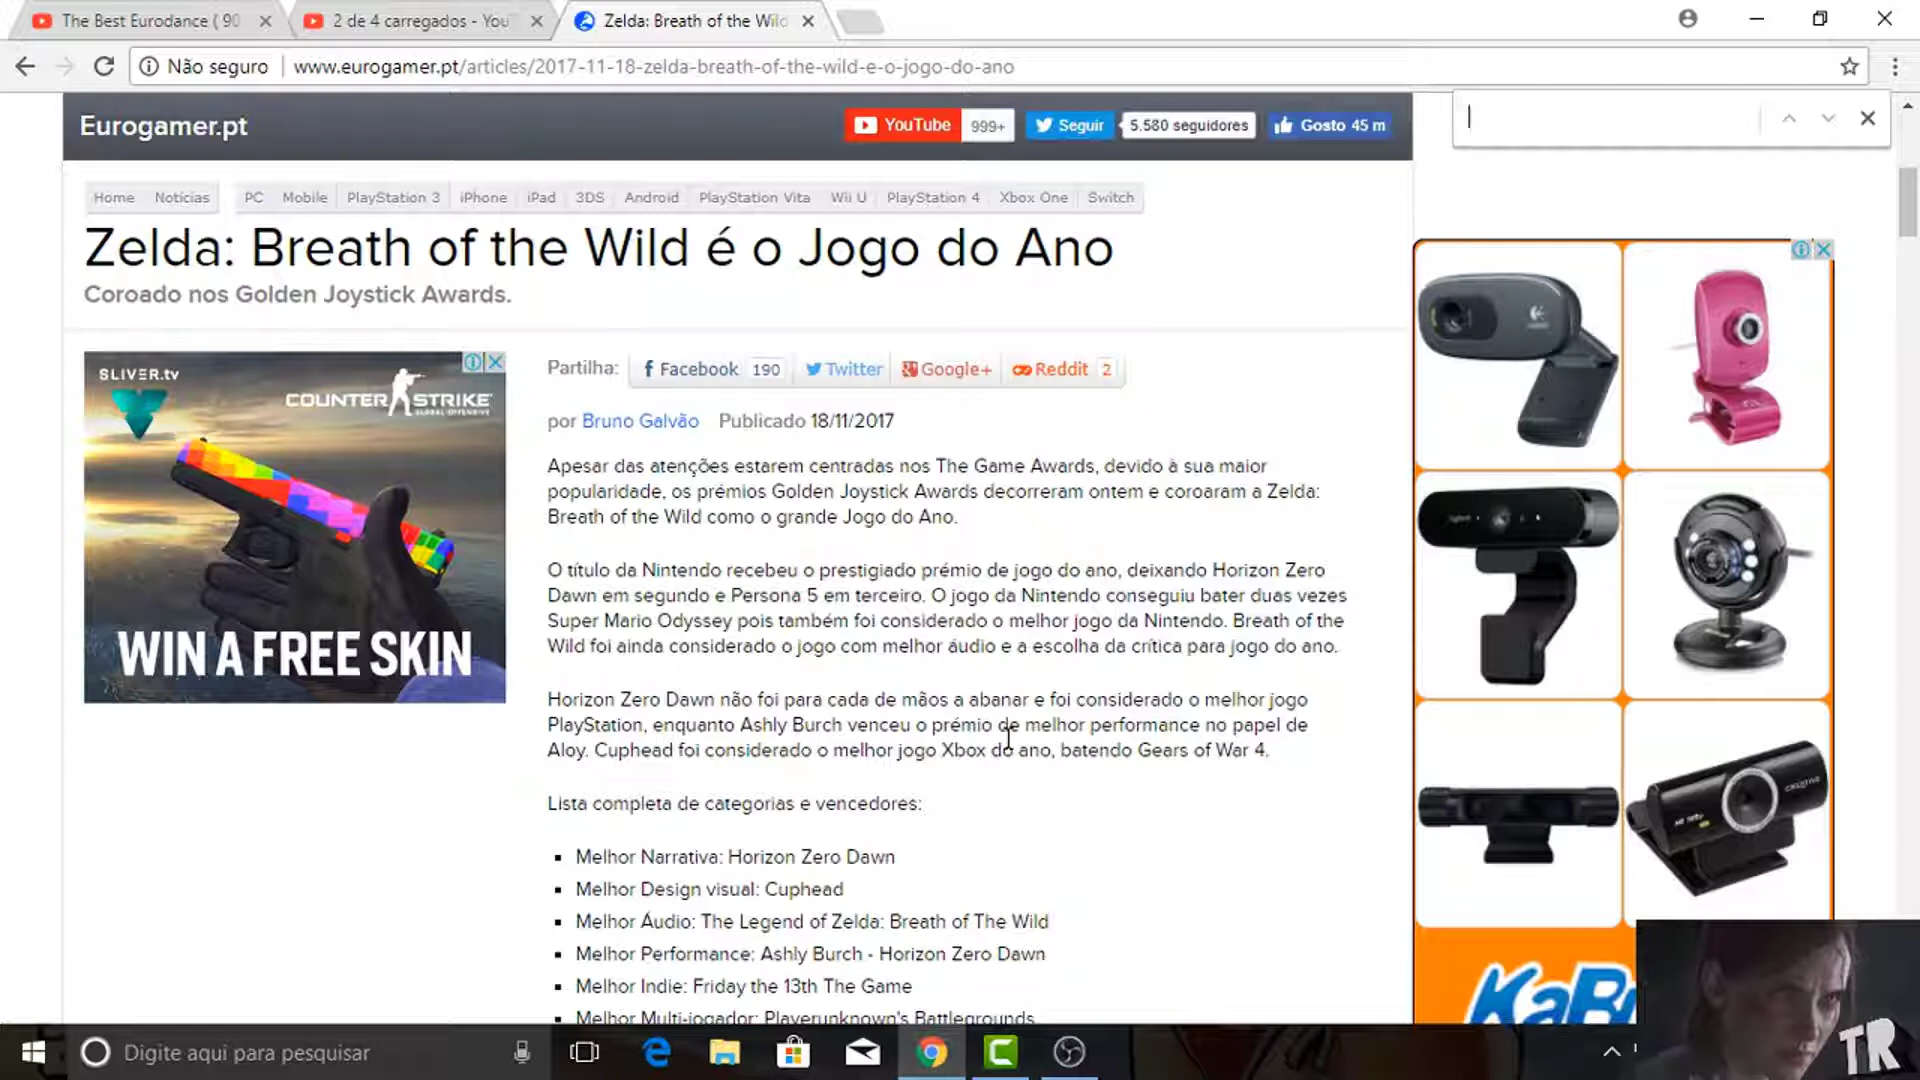 The Best Eurodance ( 90
2 de 4 carregados - You
Zelda: Breath of the Wild
Não seguro
www.eurogamer.pt/articles/2017-11-18-zelda-breath-of-the-wild-e-o-jogo-do-ano
Eurogamer.pt
YouTube 999+
Seguir
5.580 seguidores
Gosto 45 m
Home Notícias PC Mobile PlayStation 3 iPhone iPad 3DS Android PlayStation Vita Wii U PlayStation 4 Xbox One Switch
Zelda: Breath of the Wild é o Jogo do Ano
Coroado nos Golden Joystick Awards.
SLIVER.tv
COUNTER STRIKE
GLOBAL OFFENSIVE
WIN A FREE SKIN
Partilha: Facebook 190 Twitter Google+ Reddit 2
por Bruno Galvão Publicado 18/11/2017
Apesar das atenções estarem centradas nos The Game Awards, devido à sua maior
popularidade, os prémios Golden Joystick Awards decorreram ontem e coroaram a Zelda:
Breath of the Wild como o grande Jogo do Ano.
O título da Nintendo recebeu o prestigiado prémio de jogo do ano, deixando Horizon Zero
Dawn em segundo e Persona 5 em terceiro. O jogo da Nintendo conseguiu bater duas vezes
Super Mario Odyssey pois também foi considerado o melhor jogo da Nintendo. Breath of the
Wild foi ainda considerado o jogo com melhor áudio e a escolha da crítica para jogo do ano.
Horizon Zero Dawn não foi para cada de mãos a abanar e foi considerado o melhor jogo
PlayStation, enquanto Ashly Burch venceu o prémio de melhor performance no papel de
Aloy. Cuphead foi considerado o melhor jogo Xbox do ano, batendo Gears of War 4.
Lista completa de categorias e vencedores:
Melhor Narrativa: Horizon Zero Dawn
Melhor Design visual: Cuphead
Melhor Áudio: The Legend of Zelda: Breath of The Wild
Melhor Performance: Ashly Burch - Horizon Zero Dawn
Melhor Indie: Friday the 13th The Game
Melhor Multi-jogador: Playerunknown's Battlegrounds
CREATIVE
KaBu
TR
Digite aqui para pesquisar